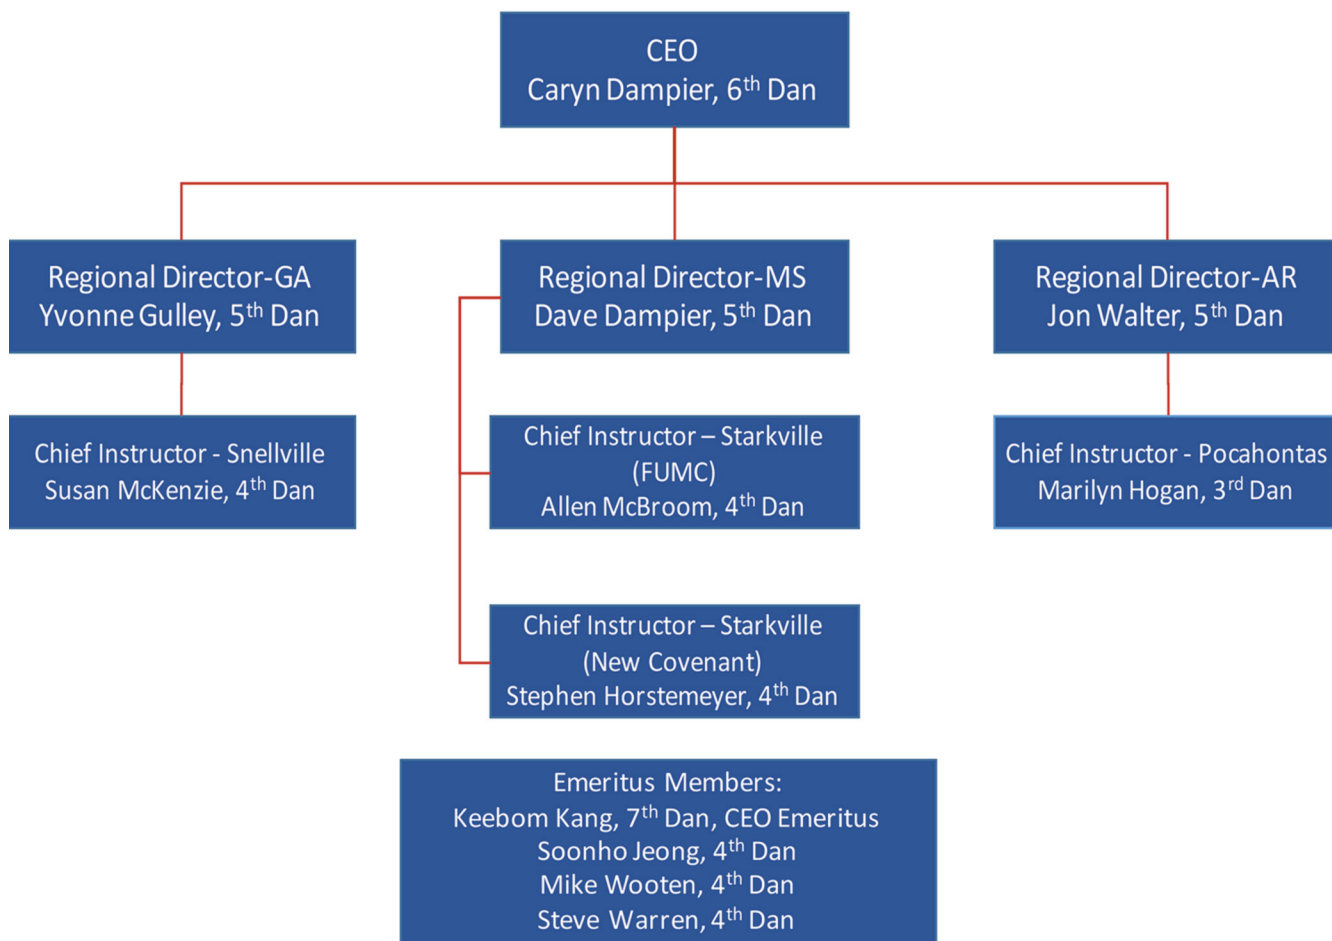 CEO
Caryn Dampier, 6th Dan
Regional Director-GA
Yvonne Gulley, 5th Dan
Regional Director-MS
Dave Dampier, 5th Dan
Regional Director-AR
Jon Walter, 5th Dan
Chief Instructor - Snellville
Susan McKenzie, 4th Dan
Chief Instructor – Starkville
(FUMC)
Allen McBroom, 4th Dan
Chief Instructor - Pocahontas
Marilyn Hogan, 3rd Dan
Chief Instructor – Starkville
(New Covenant)
Stephen Horstemeyer, 4th Dan
Emeritus Members:
Keebom Kang, 7th Dan, CEO Emeritus
Soonho Jeong, 4th Dan
Mike Wooten, 4th Dan
Steve Warren, 4th Dan